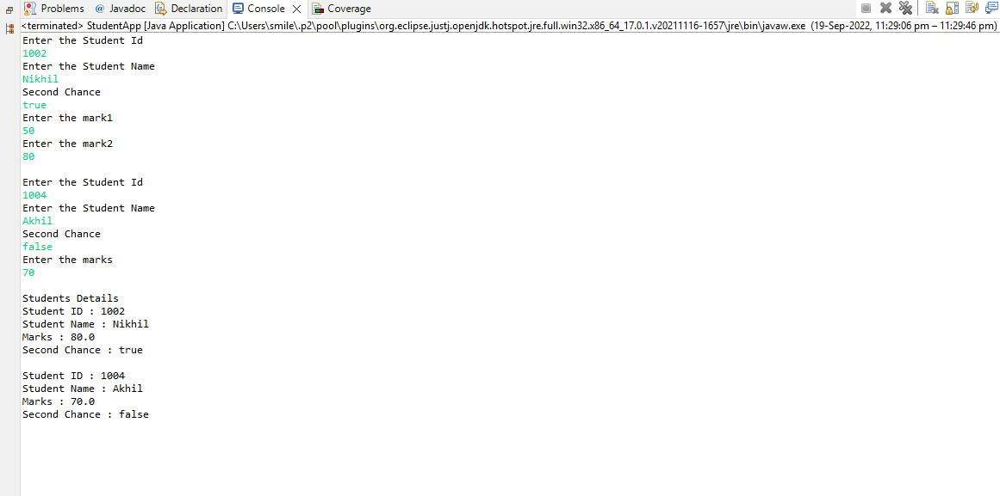 Problems @ Javadoc Declaration Console Coverage
<terminated> StudentApp [Java Application] C:\Users\smile\.p2\pool\plugins\org.eclipse.justj.openjdk.hotspot.jre.full.win32.x86_64_17.0.1.v20211116-1657\jre\bin\javaw.exe (19-Sep-2022, 11:29:06 pm – 11:29:46 pm)
Enter the Student Id
1002
Enter the Student Name
Nikhil
Second Chance
true
Enter the mark1
50
Enter the mark2
80
Enter the Student Id
1004
Enter the Student Name
Akhil
Second Chance
false
Enter the marks
70
Students Details
Student ID : 1002
Student Name : Nikhil
Marks : 80.0
Second Chance : true
Student ID : 1004
Student Name : Akhil
Marks : 70.0
Second Chance : false